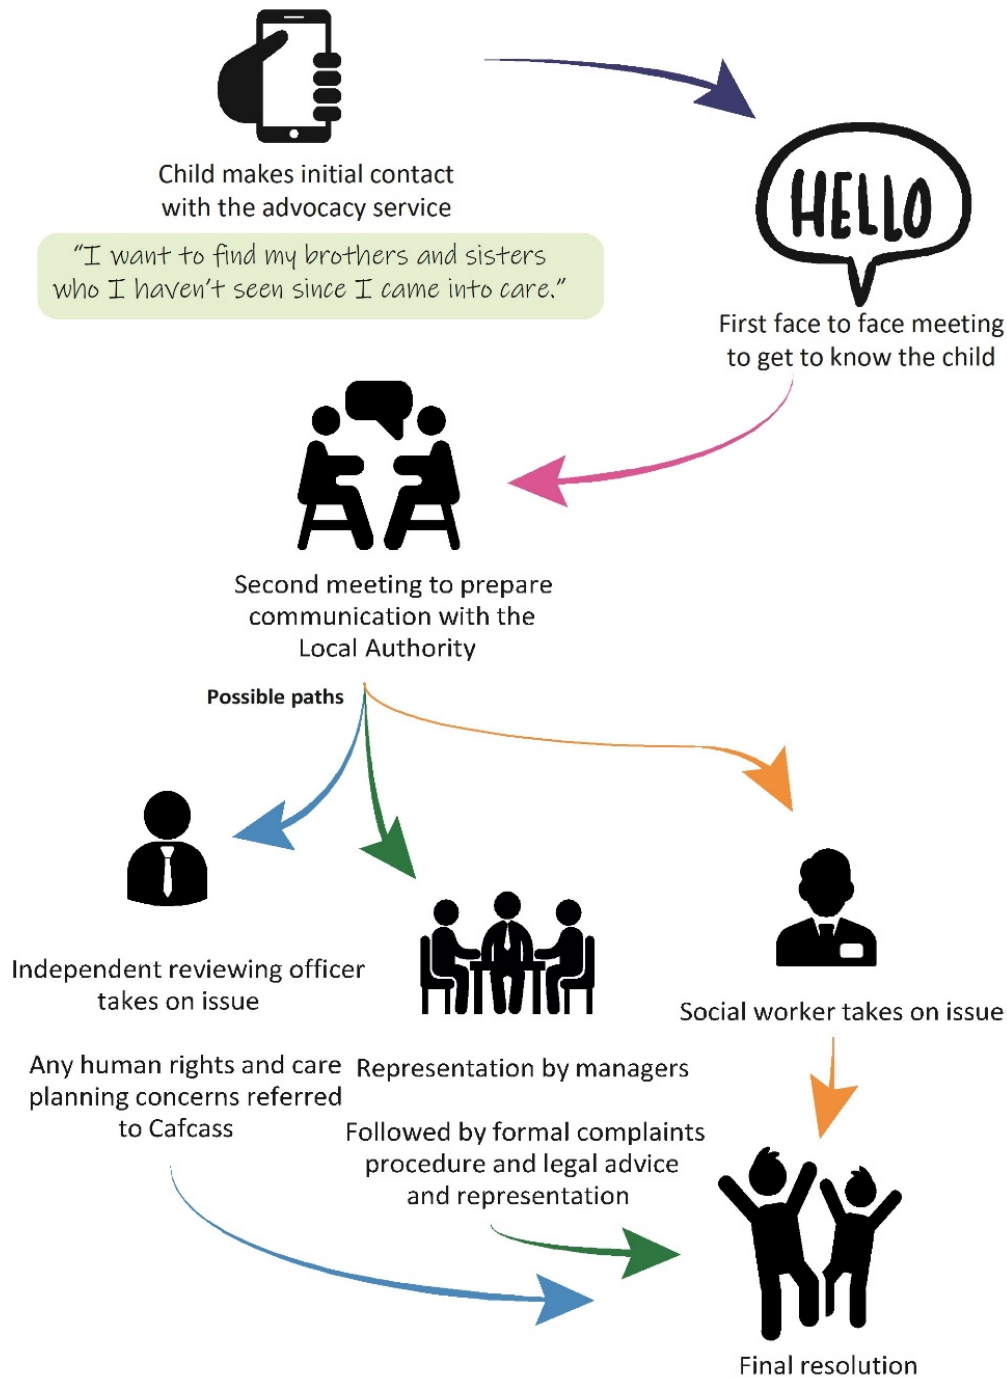 Child makes initial contact
with the advocacy service
"I want to find my brothers and sisters
who I haven't seen since I came into care."
HELLO
First face to face meeting
to get to know the child
Second meeting to prepare
communication with the
Local Authority
Possible paths
Independent reviewing officer
takes on issue
Any human rights and care
planning concerns referred
to Cafcass
Representation by managers
Followed by formal complaints
procedure and legal advice
and representation
Social worker takes on issue
Final resolution